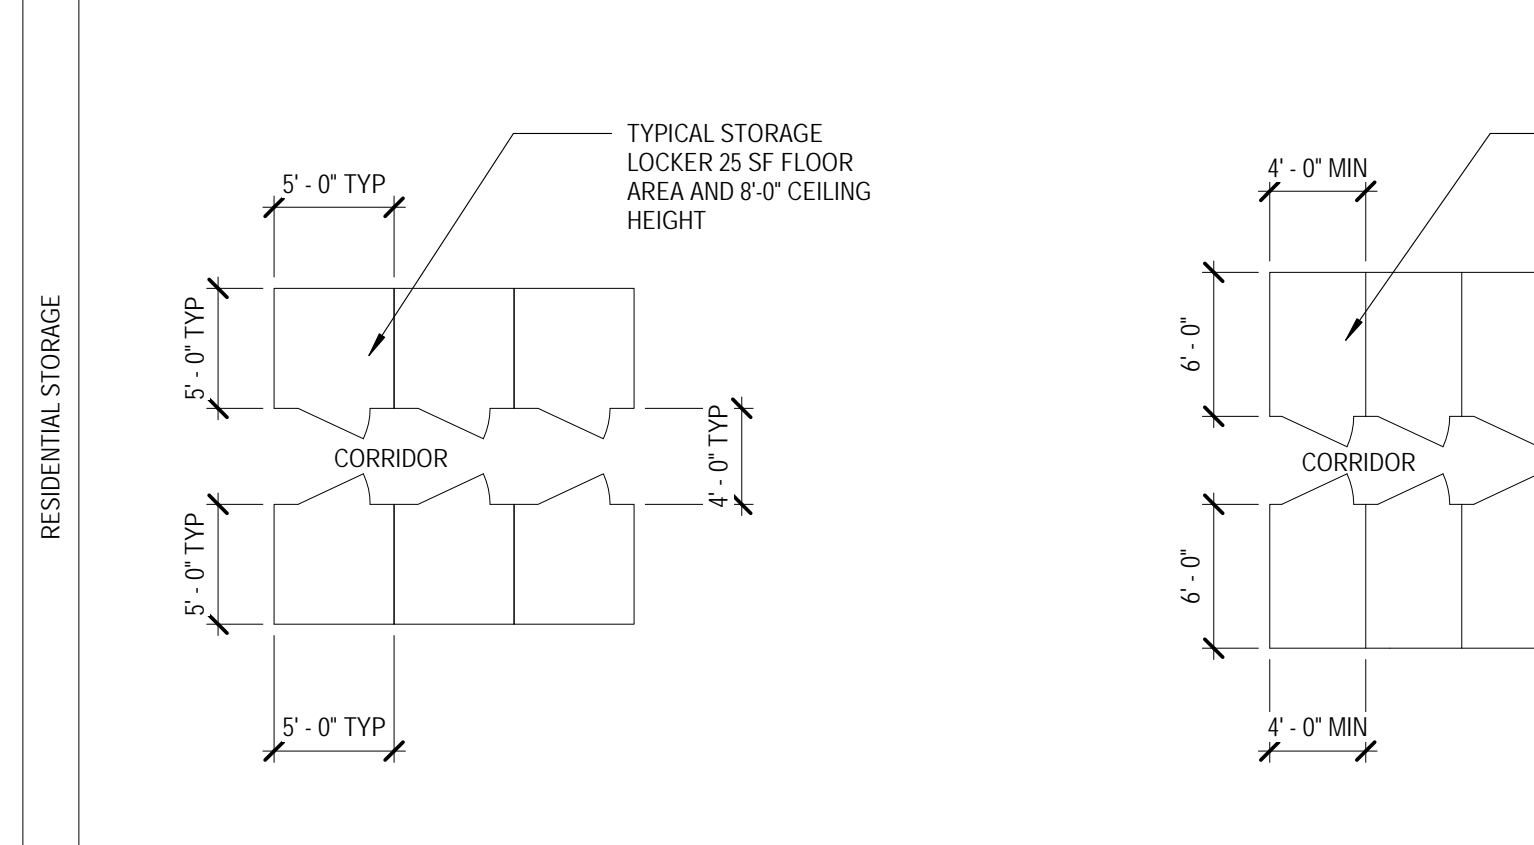 RESIDENTIAL STORAGE
TYPICAL STORAGE
LOCKER 25 SF FLOOR
AREA AND 8'-0" CEILING
HEIGHT
5' - 0" TYP
5' - 0" TYP
CORRIDOR
4' - 0" TYP
5' - 0" TYP
5' - 0" TYP
4' - 0" MIN
6' - 0"
CORRIDOR
6' - 0"
4' - 0" MIN